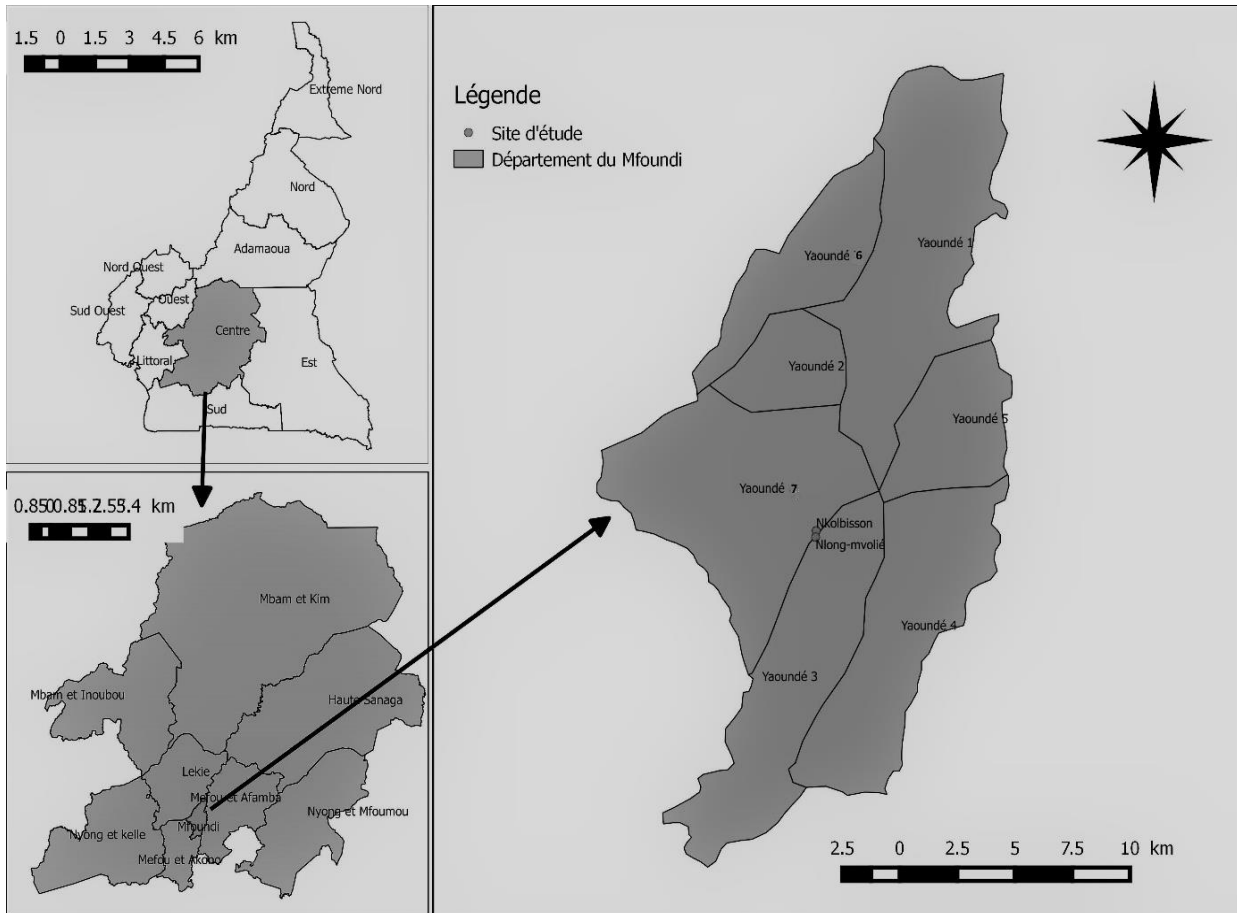 1.5 0 1.5 3 4.5 6 km
Extreme Nord
Nord
Adamaoua
Nord Ouest
Ouest
Sud Ouest
Centre
Littoral
Est
Sud
km
Mbam et Kim
Mbam et Inoubou
Haute Sanaga
Lekie
Mefou et Afamba
Nyong et Mfoumou
Mfoundi
Nyong et kelle
Mefou et Akono
Légende
Site d'étude
Département du Mfoundi
Yaoundé 1
Yaoundé 6
Yaoundé 2
Yaoundé 5
Yaoundé 7
Nkolbisson
Nlong-mvolié
Yaoundé 4
Yaoundé 3
2.5 0 2.5 5 7.5 10 km